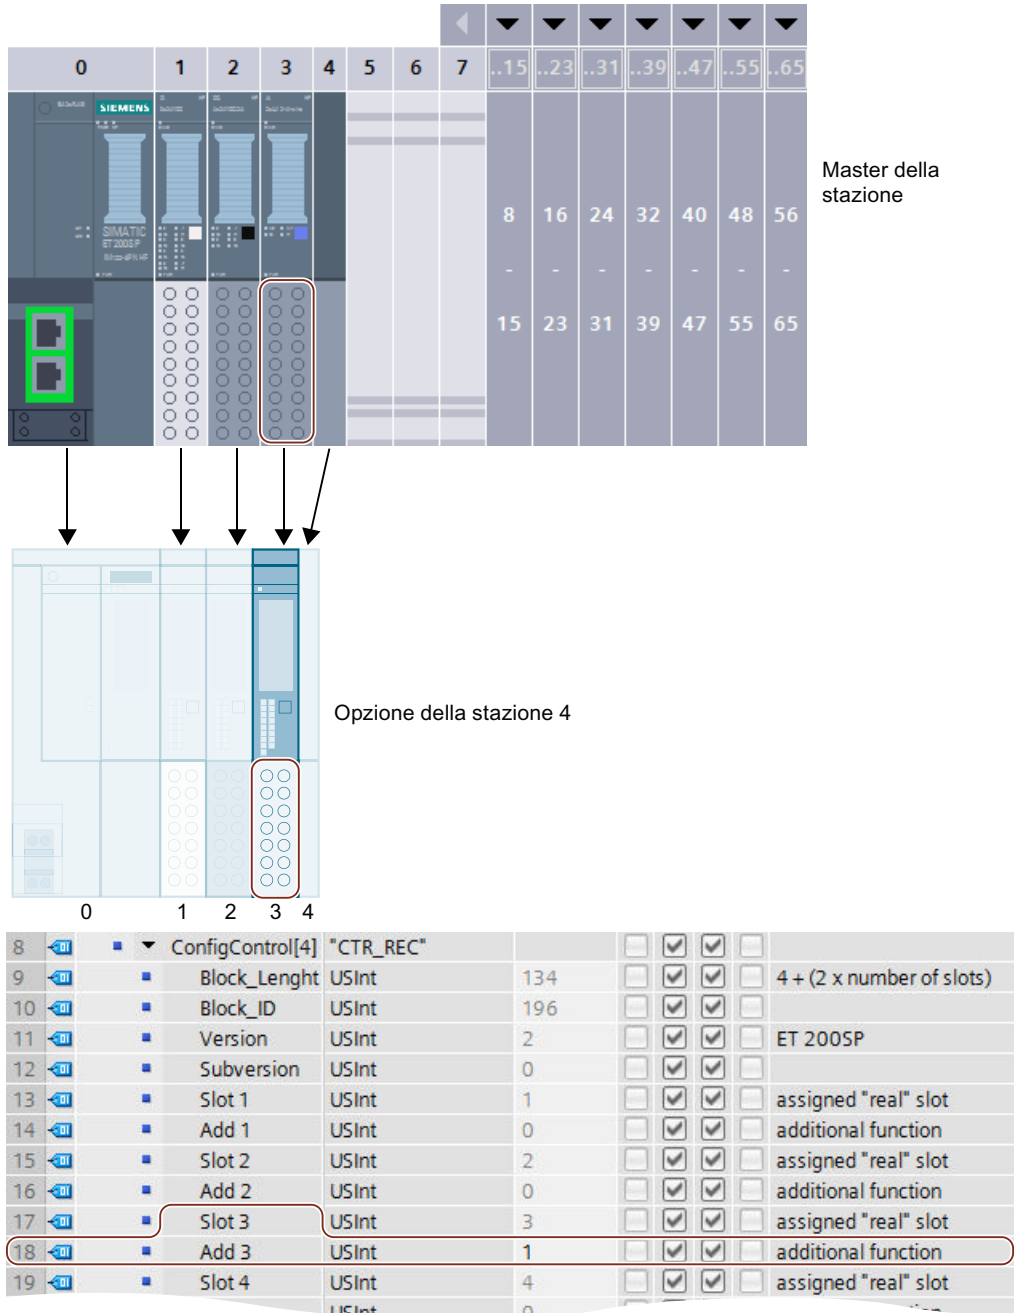 0 1 2 3 4 5 6 7 ..15 ..23 ..31 ..39 ..47 ..55 ..65
SIEMENS
SIMATIC
ET 200SP
8 16 24 32 40 48 56
- - - - - - -
15 23 31 39 47 55 65
Master della
stazione
Opzione della stazione 4
0 1 2 3 4
8 ConfigControl[4] "CTR_REC"
9 Block_Lenght USInt 134 4 + (2 x number of slots)
10 Block_ID USInt 196
11 Version USInt 2 ET 200SP
12 Subversion USInt 0
13 Slot 1 USInt 1 assigned "real" slot
14 Add 1 USInt 0 additional function
15 Slot 2 USInt 2 assigned "real" slot
16 Add 2 USInt 0 additional function
17 Slot 3 USInt 3 assigned "real" slot
18 Add 3 USInt 1 additional function
19 Slot 4 USInt 4 assigned "real" slot